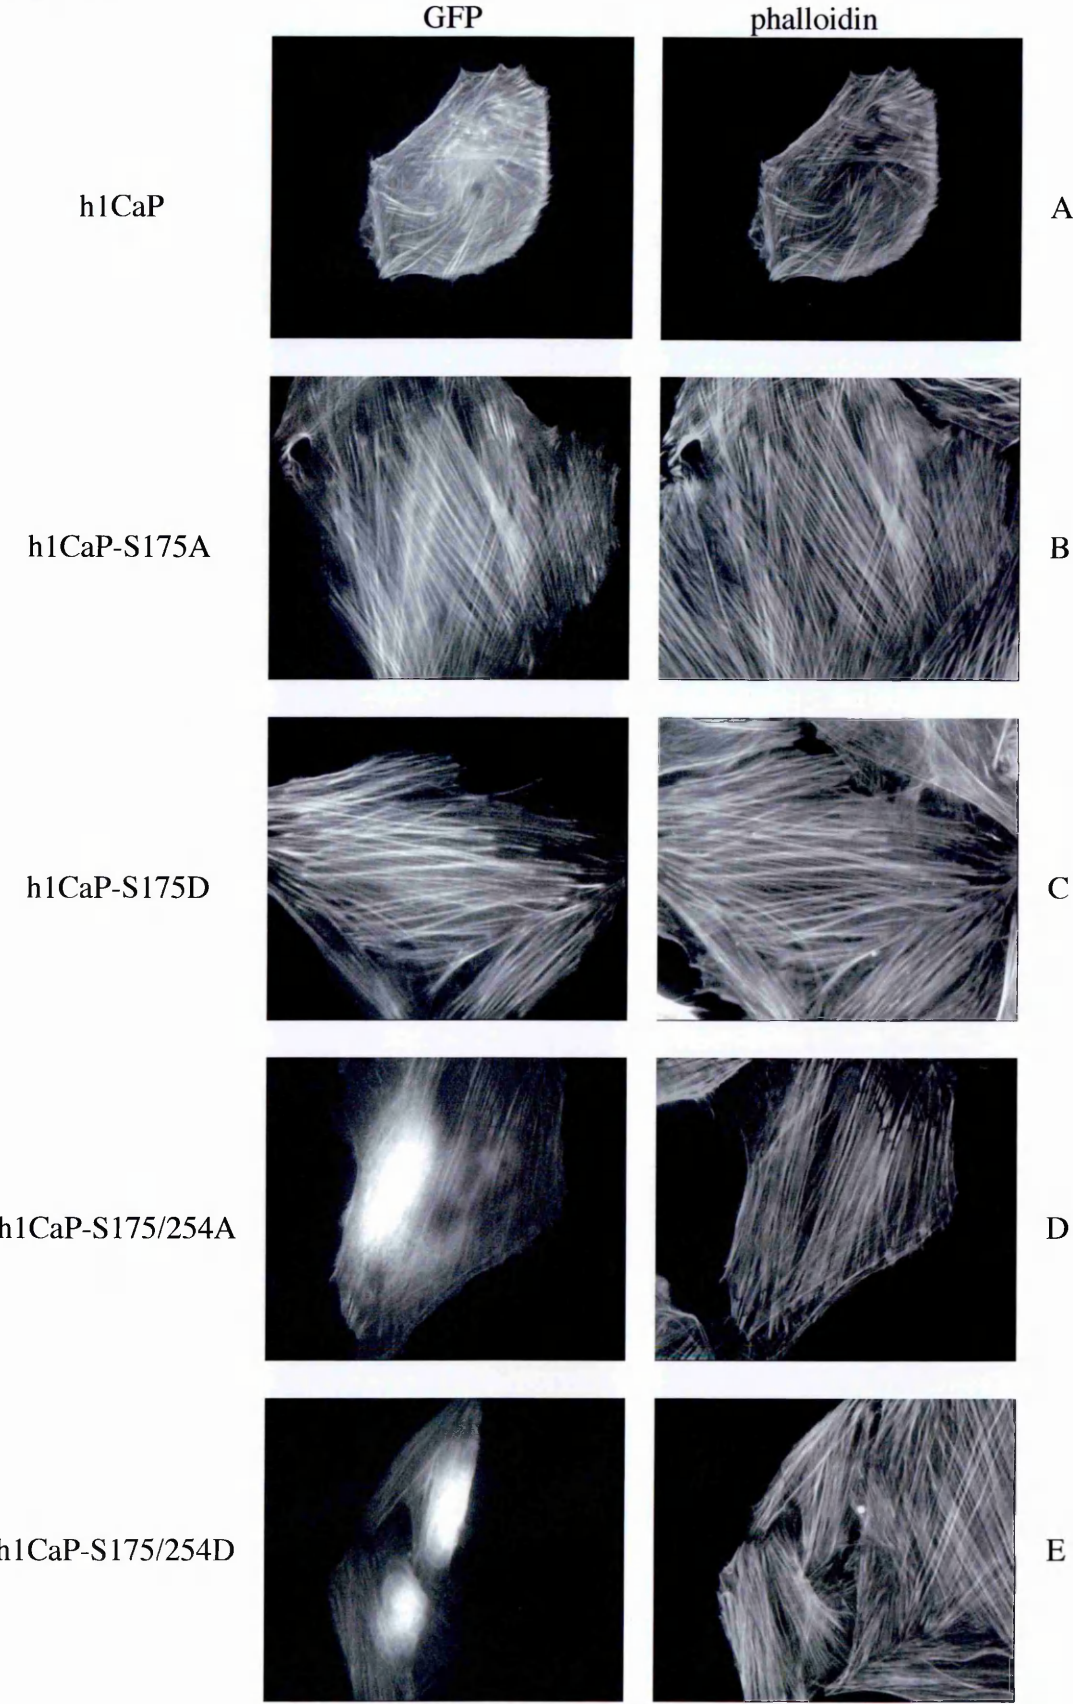 GFP phalloidin
h1CaP A
h1CaP-S175A B
h1CaP-S175D C
h1CaP-S175/254A D
h1CaP-S175/254D E